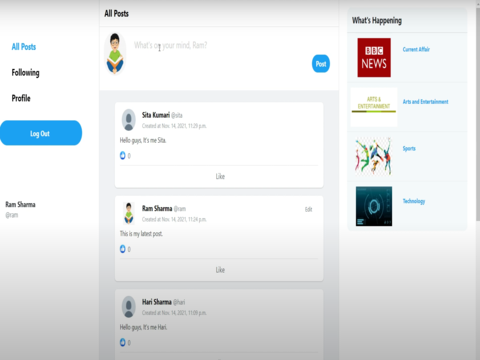 All Posts
What's on your mind, Ram?
Post
All Posts
Following
Profile
Log Out
Ram Sharma
@ram
Sita Kumari @sita
Created at Nov. 14, 2021, 11:25 p.m.
Hello guys, It's me Sita.
0
Like
Ram Sharma @ram
Edit
Created at Nov. 14, 2021, 11:24 p.m.
This is my latest post.
0
Like
Hari Sharma @hari
Created at Nov. 14, 2021, 11:09 p.m.
Hello guys, It's me Hari.
0
What's Happening
BBC
NEWS
Current Affair
ARTS &
ENTERTAINMENT
Arts and Entertainment
Sports
Technology